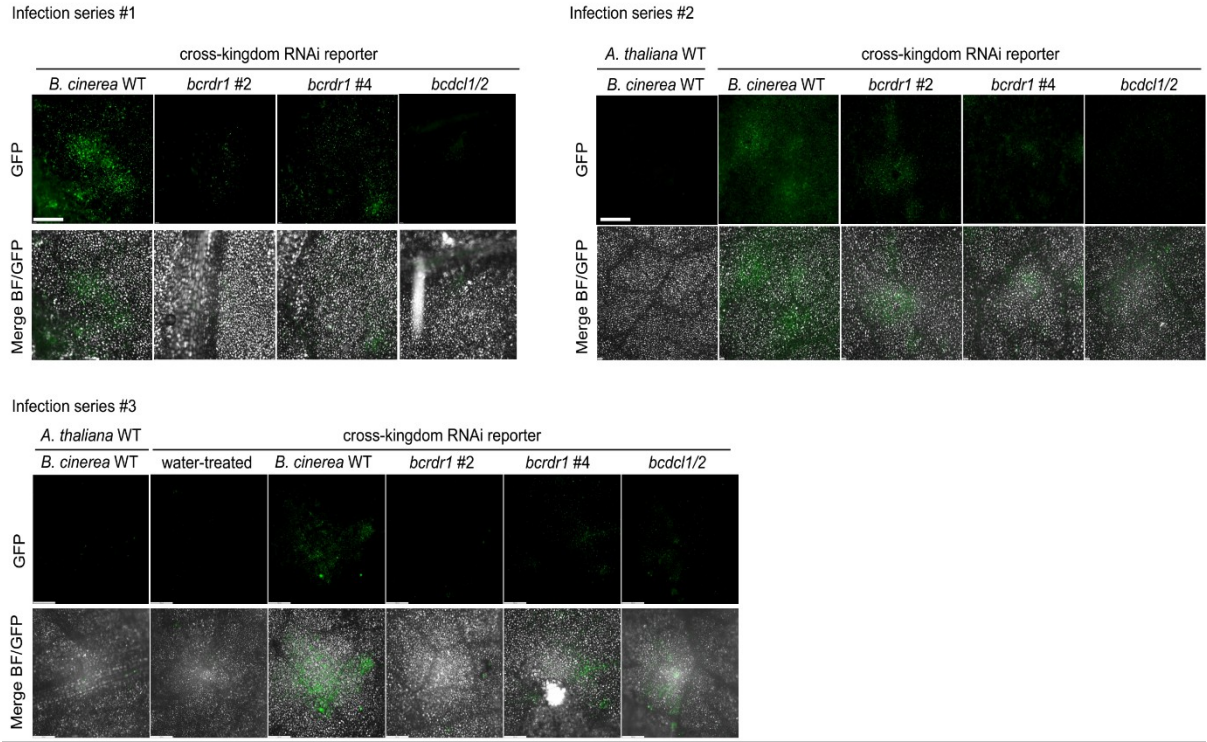 Infection series #1
cross-kingdom RNAi reporter
B. cinerea WT bcrdr1 #2 bcrdr1 #4 bcdcl1/2
GFP
Merge BF/GFP
Infection series #2
A. thaliana WT cross-kingdom RNAi reporter
B. cinerea WT B. cinerea WT bcrdr1 #2 bcrdr1 #4 bcdcl1/2
GFP
Merge BF/GFP
Infection series #3
A. thaliana WT cross-kingdom RNAi reporter
B. cinerea WT water-treated B. cinerea WT bcrdr1 #2 bcrdr1 #4 bcdcl1/2
GFP
Merge BF/GFP